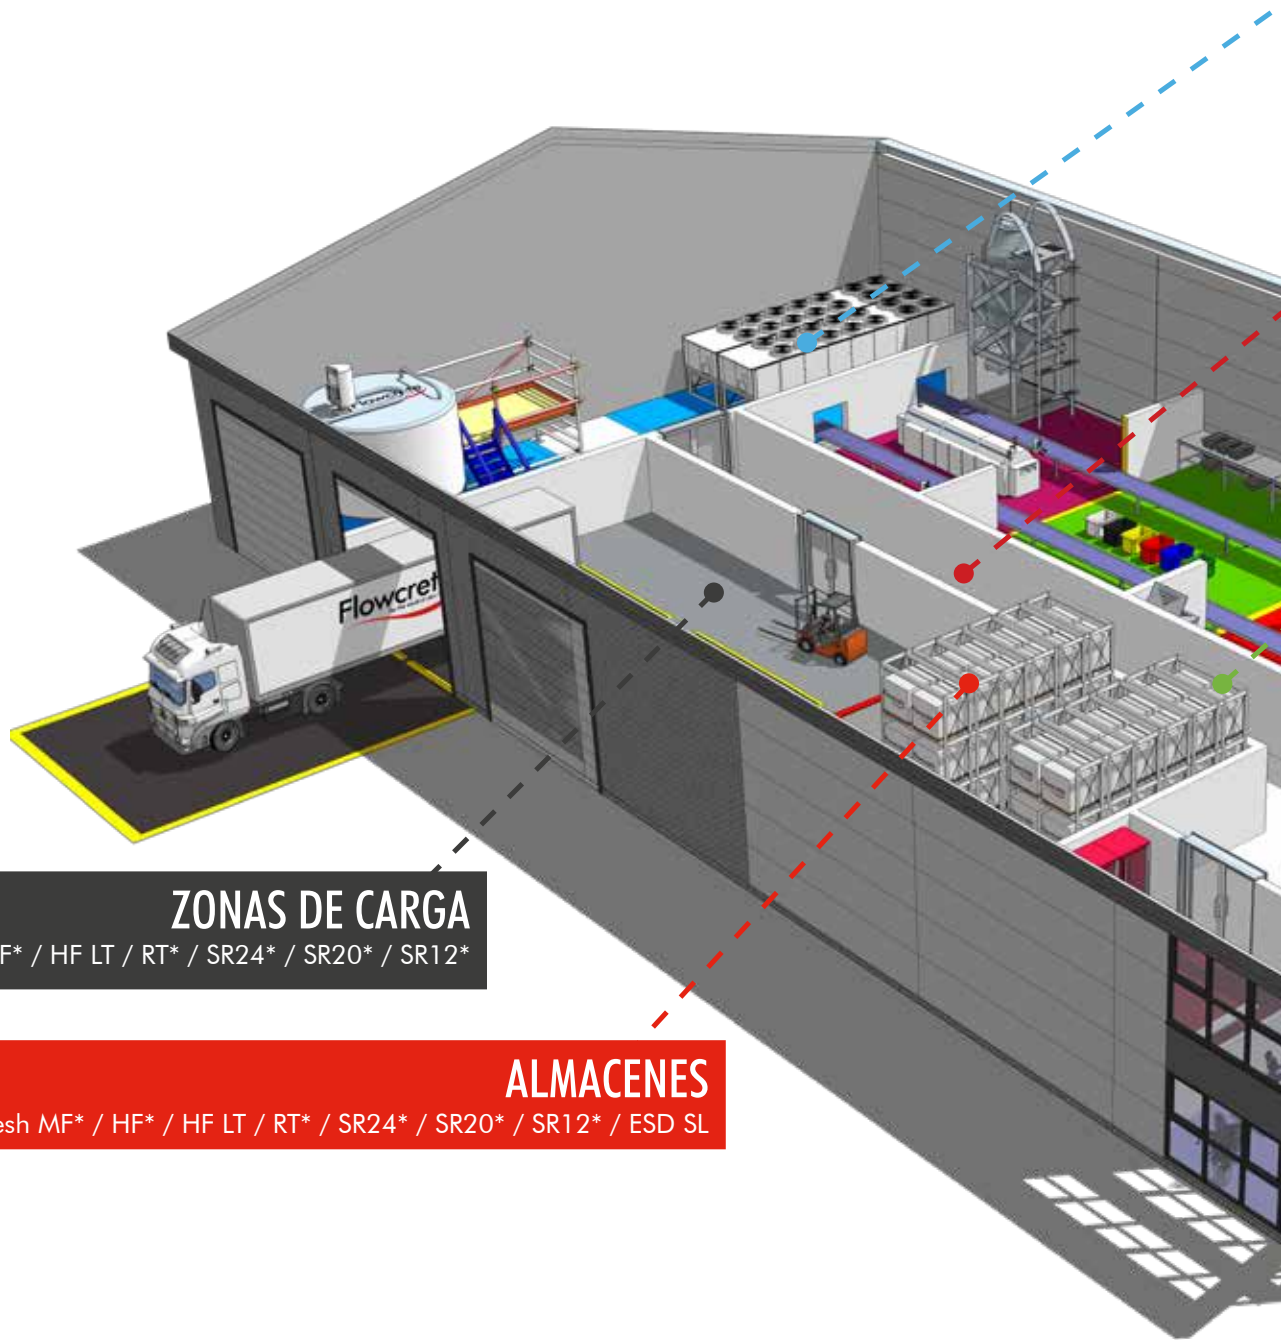 Flowcrete
Flowcret
ZONAS DE CARGA
F* / HF LT / RT* / SR24* / SR20* / SR12*
ALMACENES
esh MF* / HF* / HF LT / RT* / SR24* / SR20* / SR12* / ESD SL